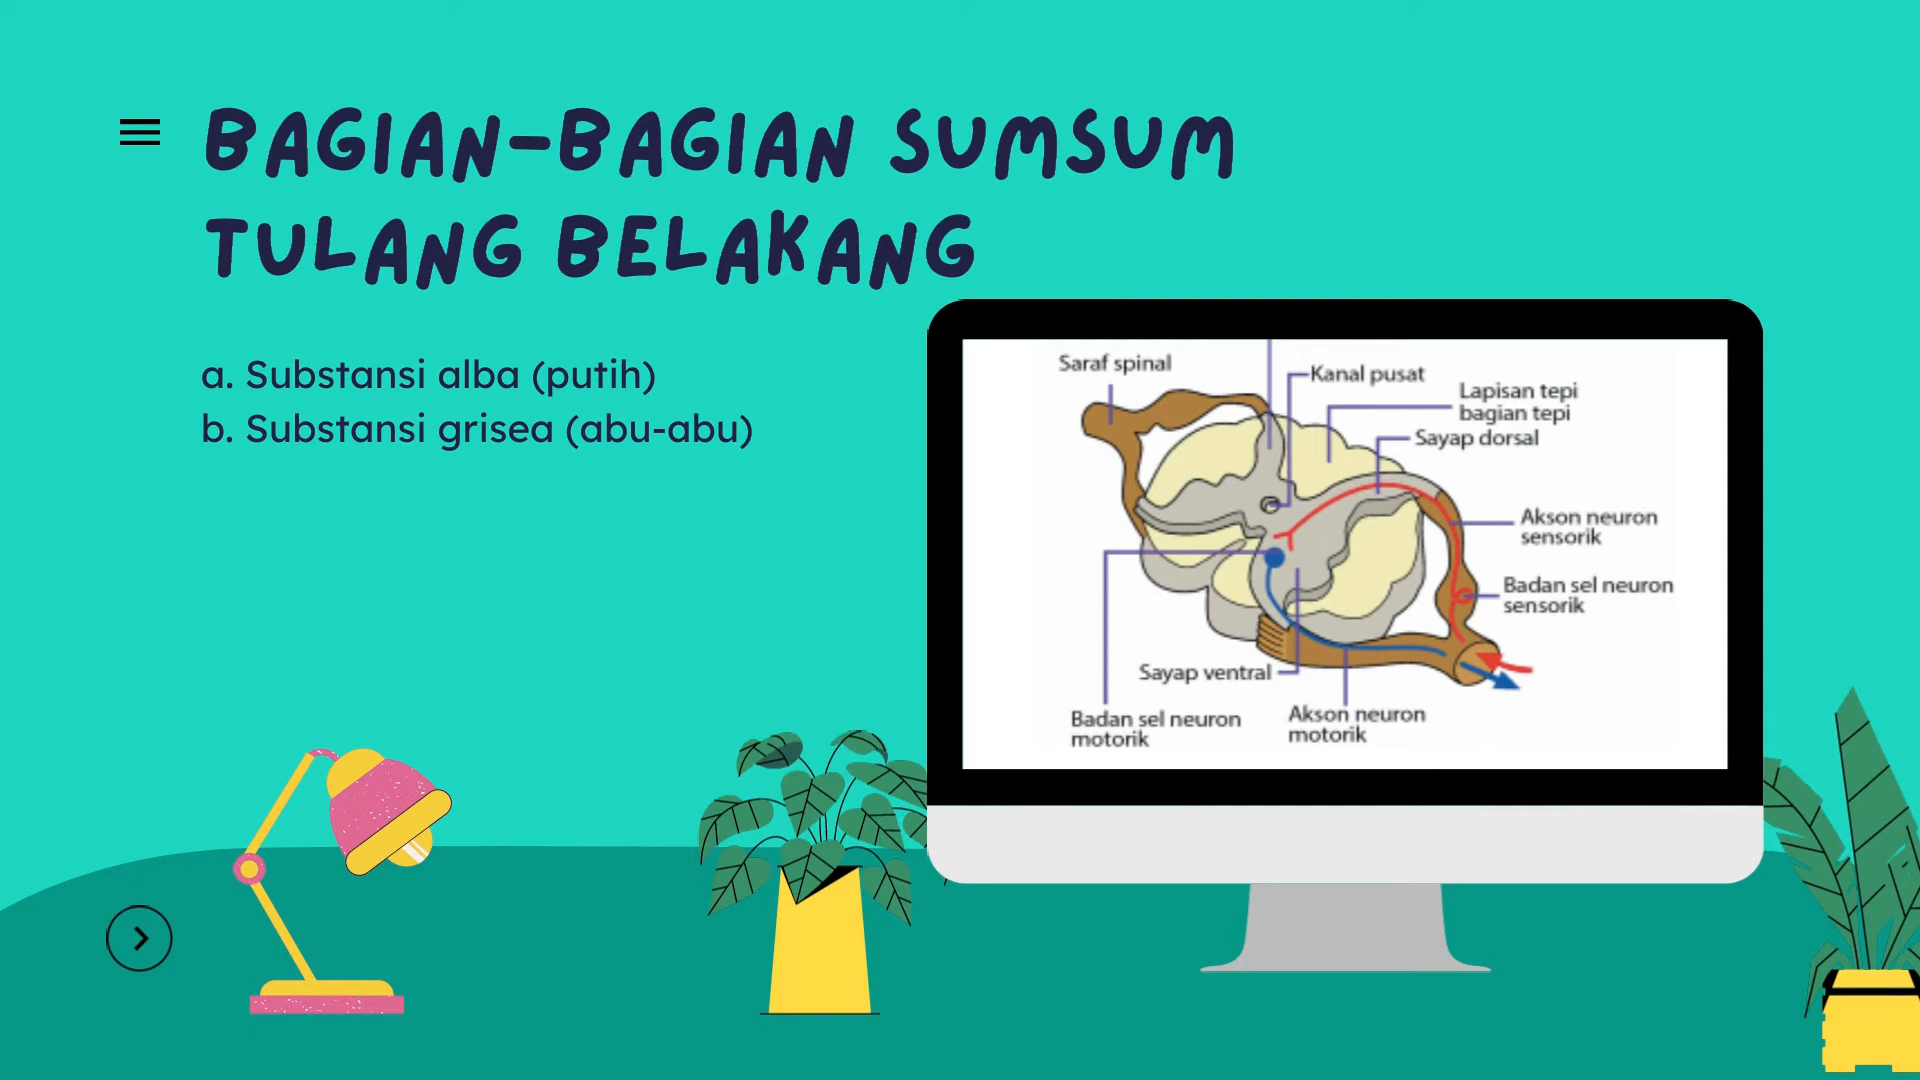 BAGIAN-BAGIAN SUMSUM
TULANG BELAKANG
a. Substansi alba (putih)
b. Substansi grisea (abu-abu)
Saraf spinal
Kanal pusat
Lapisan tepi
bagian tepi
Sayap dorsal
Akson neuron
sensorik
Badan sel neuron
sensorik
Sayap ventral
Badan sel neuron
motorik
Akson neuron
motorik